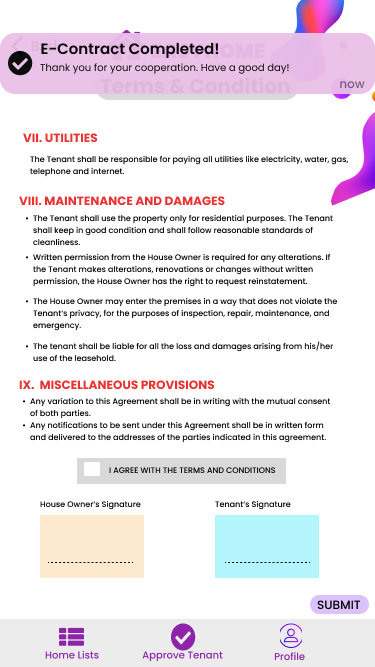 E-Contract Completed!
Thank you for your cooperation. Have a good day!
now
Terms & Condition
VII. UTILITIES
The Tenant shall be responsible for paying all utilities like electricity, water, gas,
telephone and internet.
VIII. MAINTENANCE AND DAMAGES
• The Tenant shall use the property only for residential purposes. The Tenant
shall keep in good condition and shall follow reasonable standards of
cleanliness.
• Written permission from the House Owner is required for any alterations. If
the Tenant makes alterations, renovations or changes without written
permission, the House Owner has the right to request reinstatement.
• The House Owner may enter the premises in a way that does not violate the
Tenant's privacy, for the purposes of inspection, repair, maintenance, and
emergency.
• The tenant shall be liable for all the loss and damages arising from his/her
use of the leasehold.
IX. MISCELLANEOUS PROVISIONS
• Any variation to this Agreement shall be in writing with the mutual consent
of both parties.
• Any notifications to be sent under this Agreement shall be in written form
and delivered to the addresses of the parties indicated in this agreement.
I AGREE WITH THE TERMS AND CONDITIONS
House Owner's Signature
Tenant's Signature
SUBMIT
Home Lists
Approve Tenant
Profile